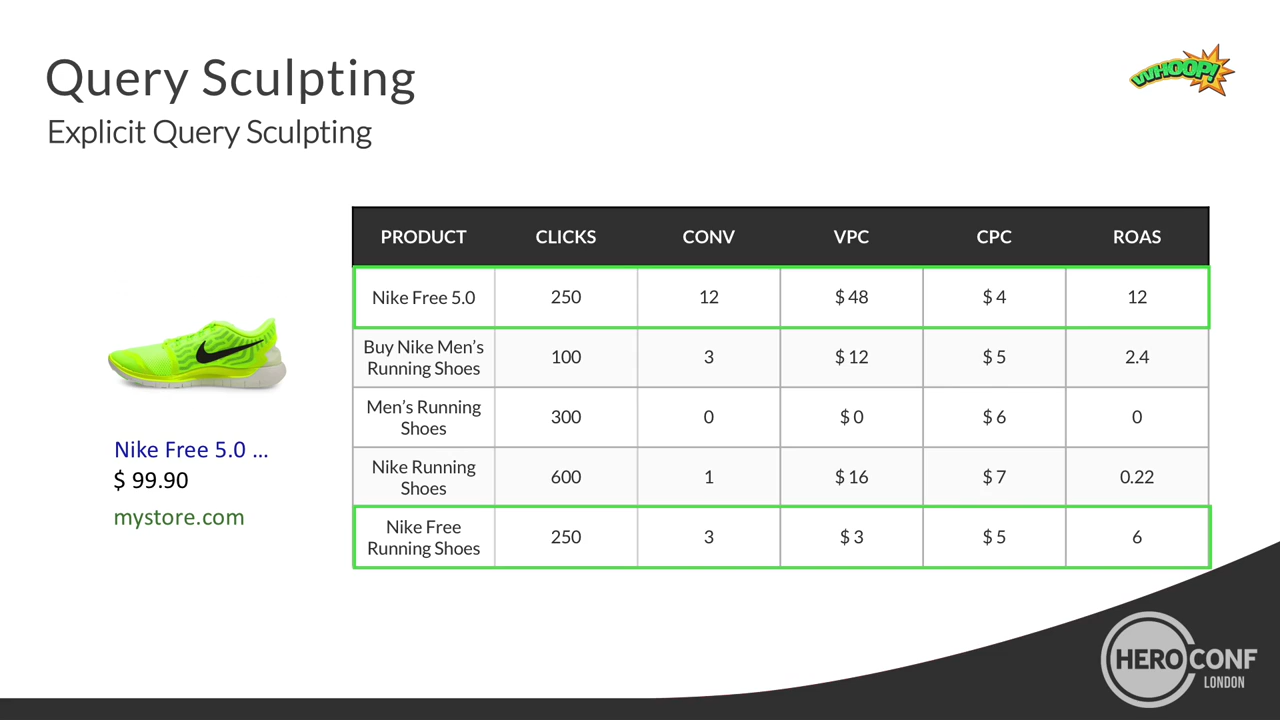 Query Sculpting
WHOOP!
Explicit Query Sculpting
PRODUCT CLICKS CONV VPC CPC ROAS
Nike Free 5.0 250 12 $ 48 $ 4 12
Buy Nike Men’s
Running Shoes 100 3 $ 12 $ 5 2.4
Men’s Running
Shoes 300 0 $ 0 $ 6 0
Nike Running
Shoes 600 1 $ 16 $ 7 0.22
Nike Free
Running Shoes 250 3 $ 3 $ 5 6
Nike Free 5.0 ...
$ 99.90
mystore.com
HEROCONF
LONDON